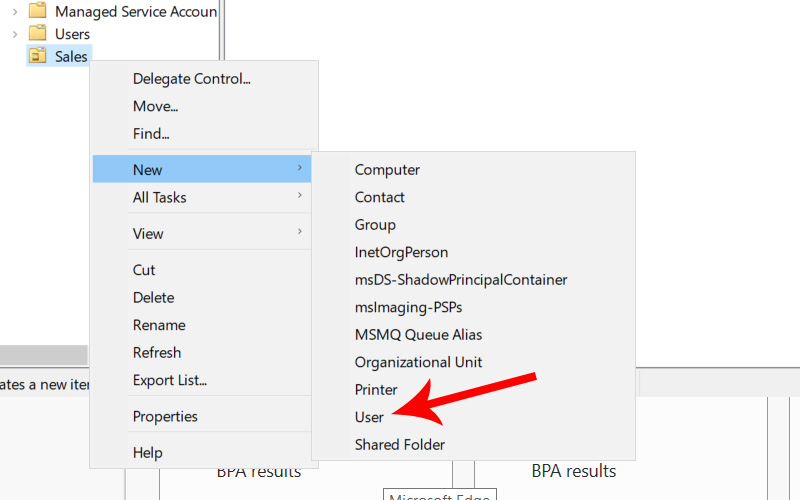 Managed Service Accoun
Users
Sales
Delegate Control...
Move...
Find...
New
All Tasks
View
Cut
Delete
Rename
Refresh
Export List...
Properties
Help
Computer
Contact
Group
InetOrgPerson
msDS-ShadowPrincipalContainer
msImaging-PSPs
MSMQ Queue Alias
Organizational Unit
Printer
User
Shared Folder
ates a new iter
BPA results
BPA results
Microsoft Edge